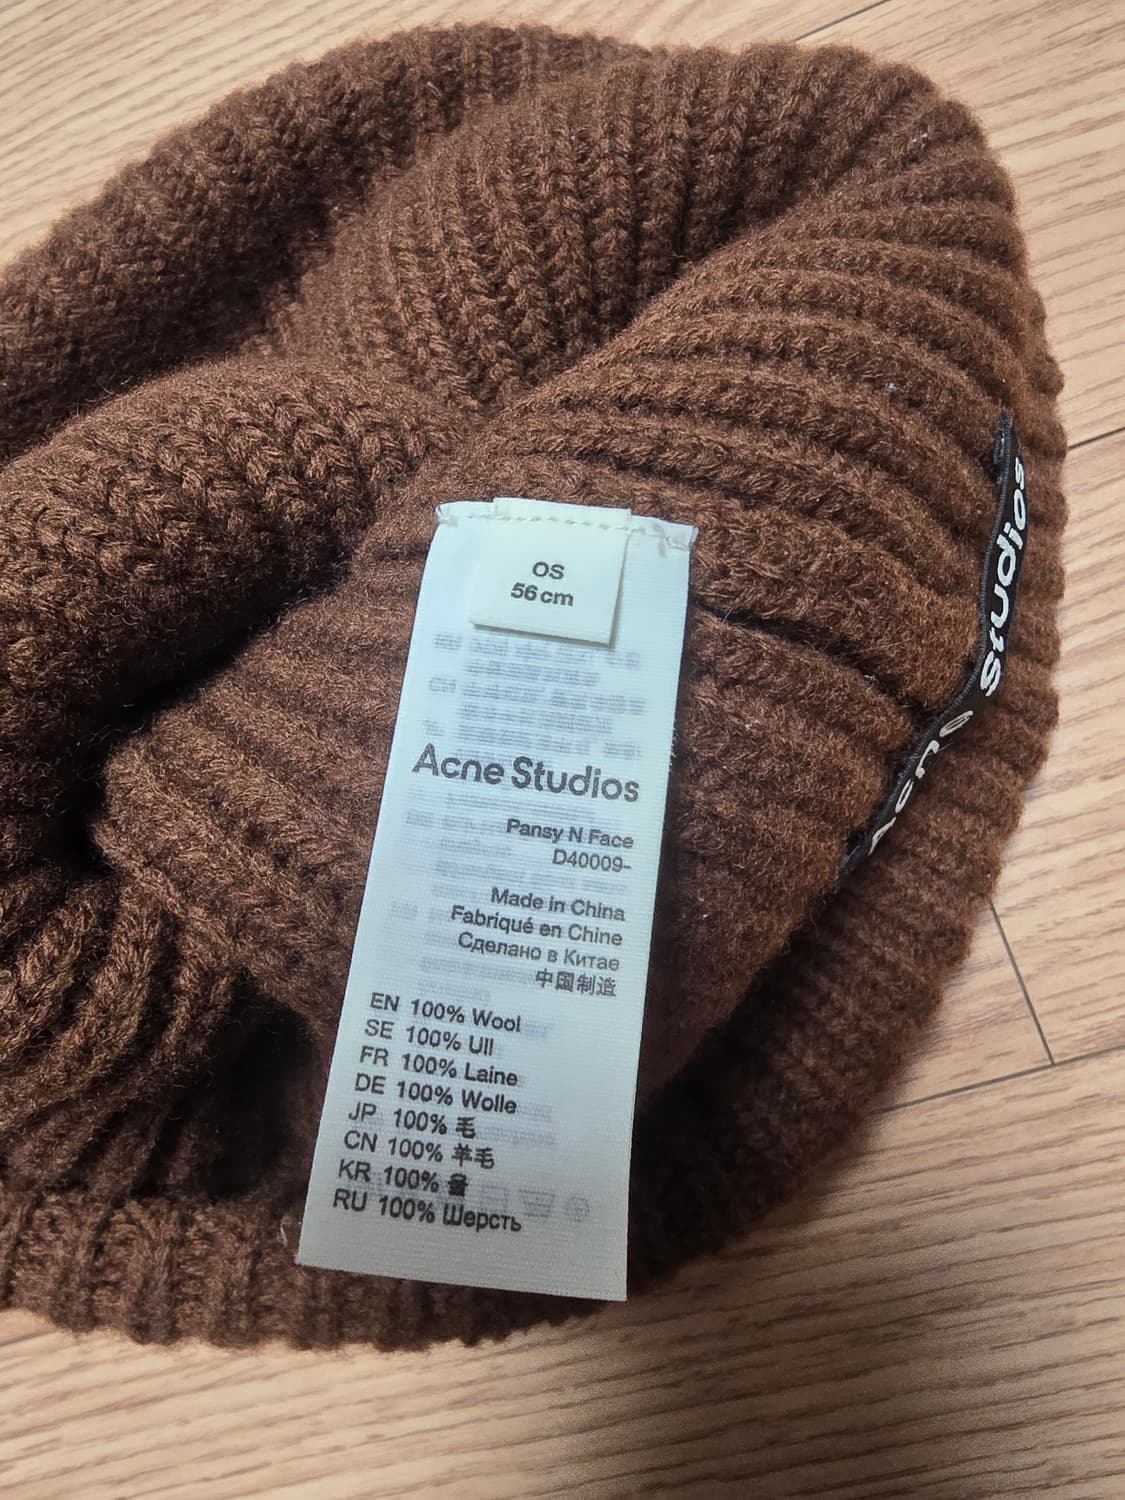 OS
56 cm
Acne Studios
Pansy N Face
D40009-
Made in China
Fabriqué en Chine
Сделано в Китае
中国制造
EN 100% Wool
SE 100% Ull
FR 100% Laine
DE 100% Wolle
JP 100% 毛
CN 100% 羊毛
KR 100% 울
RU 100% Шерсть
Acne Studios